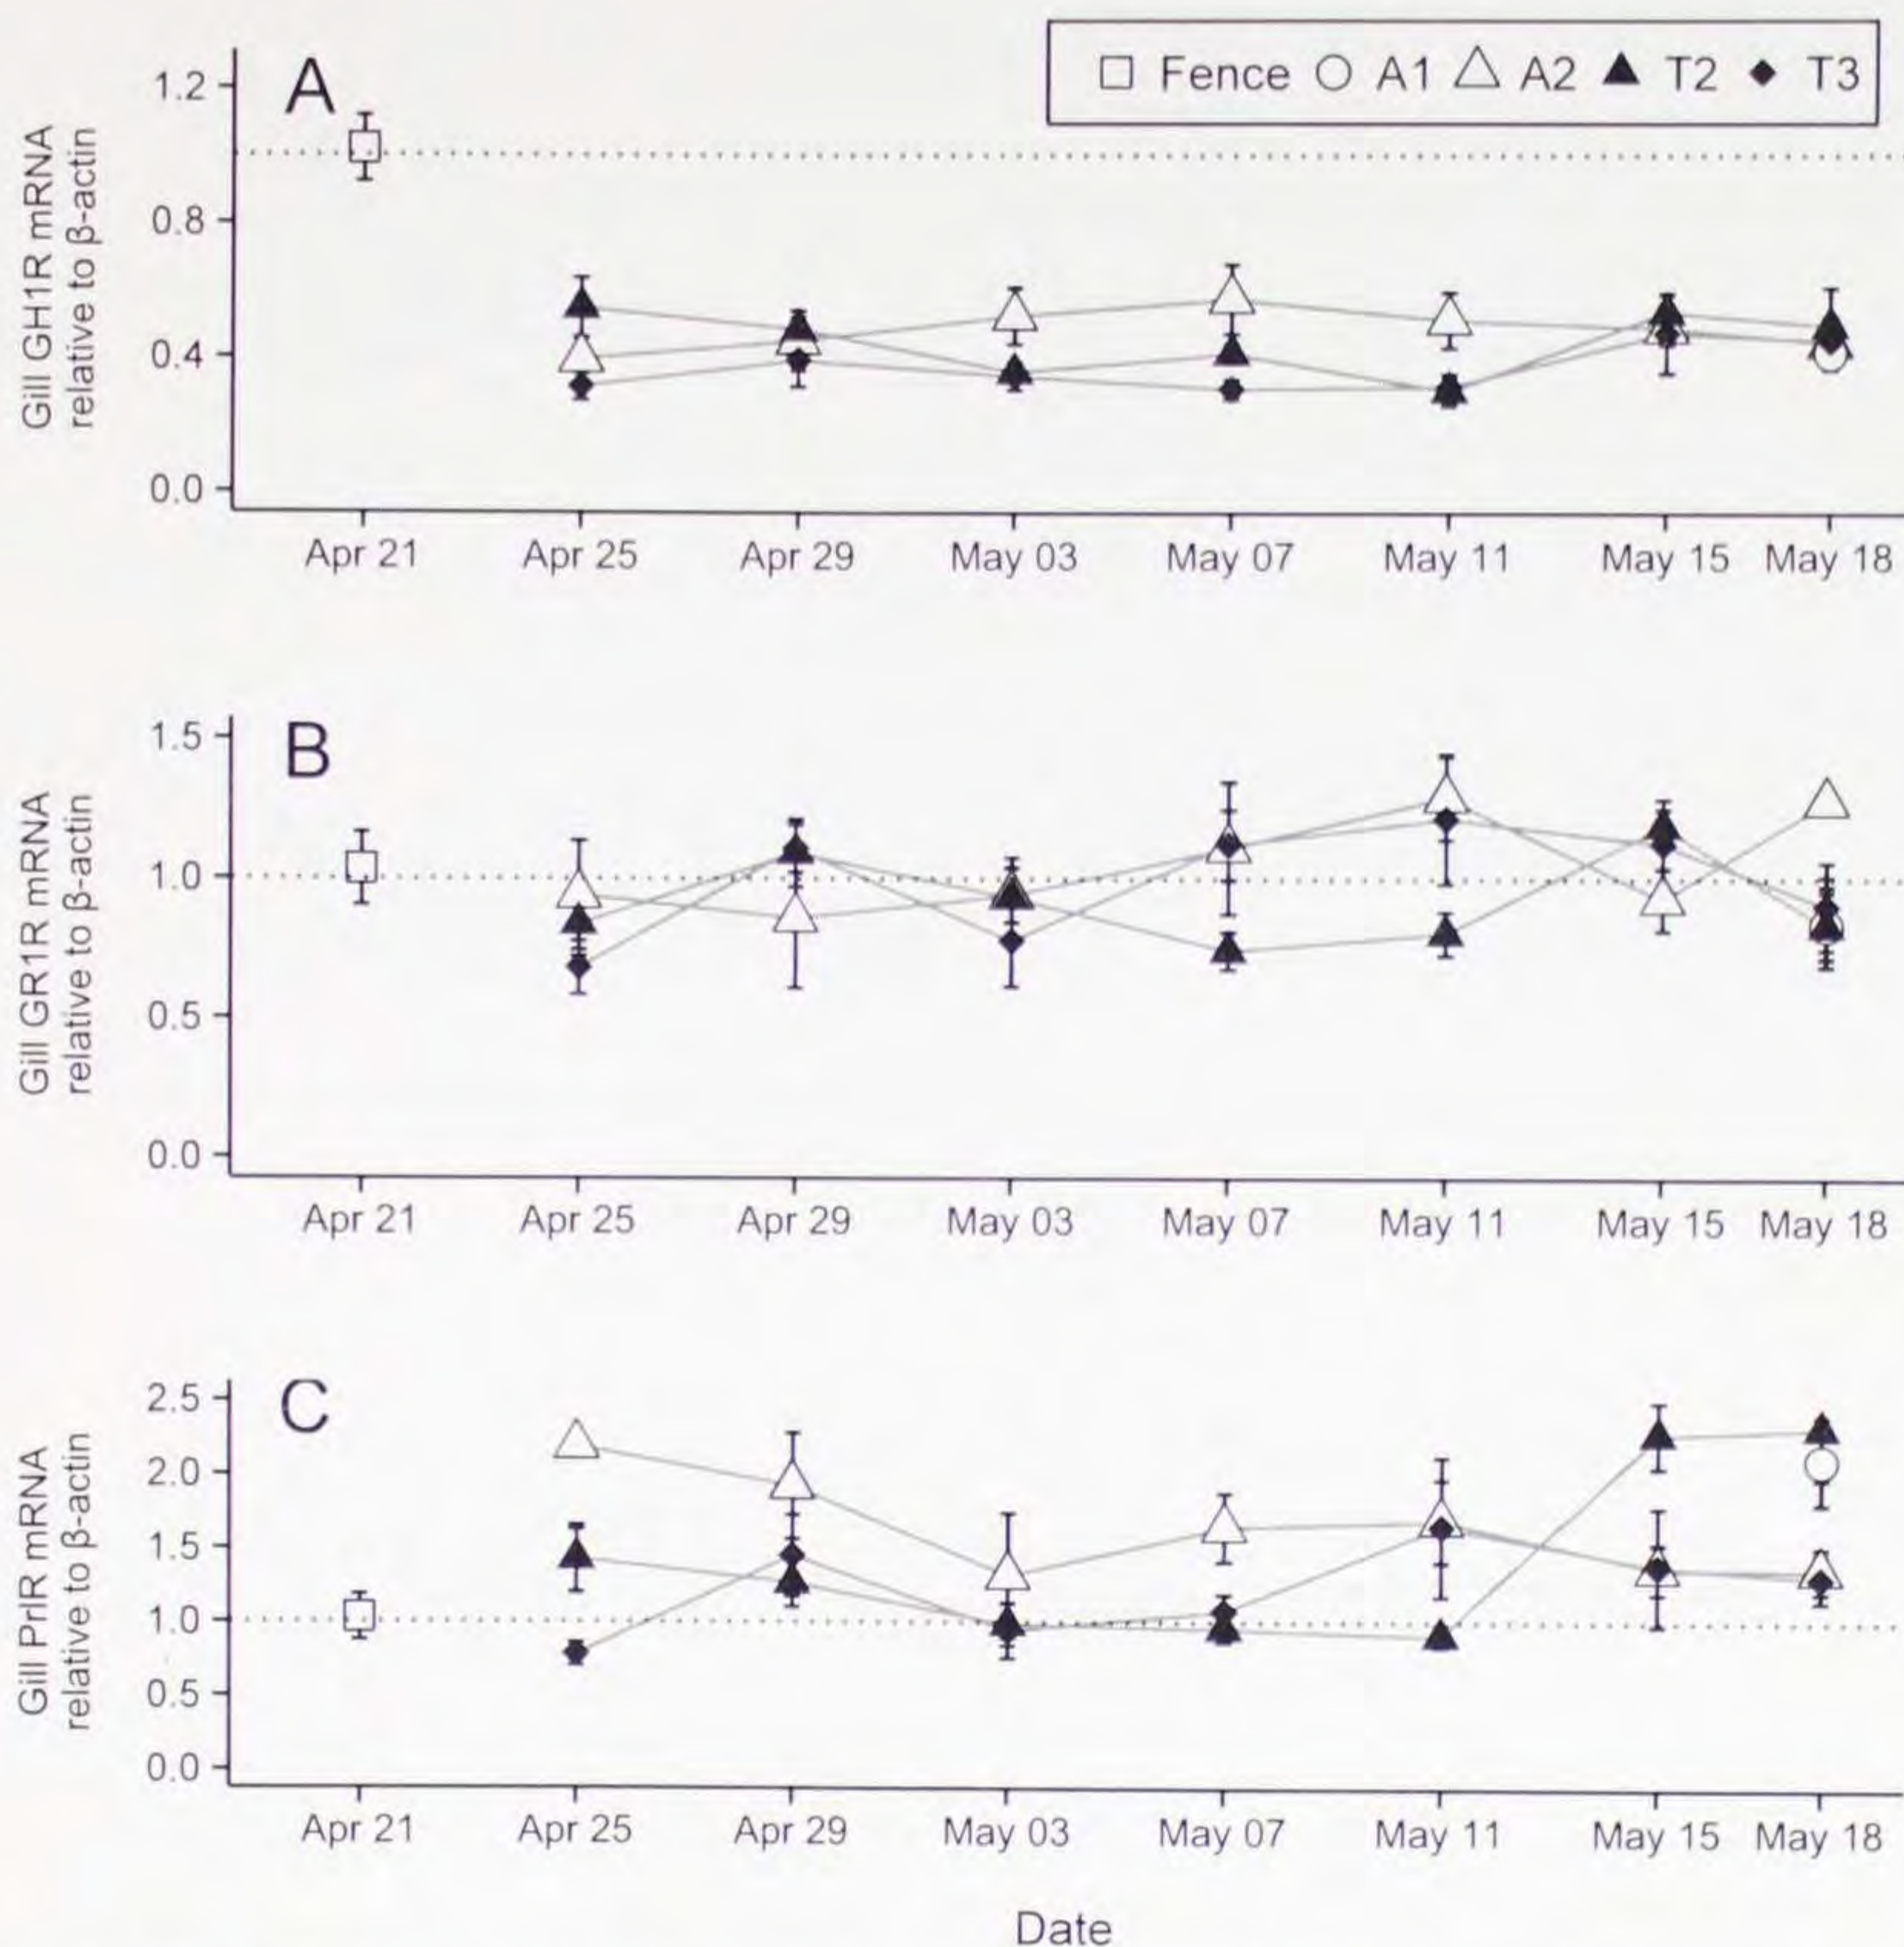 Fence A1 A2 T2 T3
A
Gill GH1R mRNA
relative to β-actin
1.2
0.8
0.4
0.0
Apr 21 Apr 25 Apr 29 May 03 May 07 May 11 May 15 May 18
B
Gill GR1R mRNA
relative to β-actin
1.5
1.0
0.5
0.0
Apr 21 Apr 25 Apr 29 May 03 May 07 May 11 May 15 May 18
C
Gill PrlR mRNA
relative to β-actin
2.5
2.0
1.5
1.0
0.5
0.0
Apr 21 Apr 25 Apr 29 May 03 May 07 May 11 May 15 May 18
Date